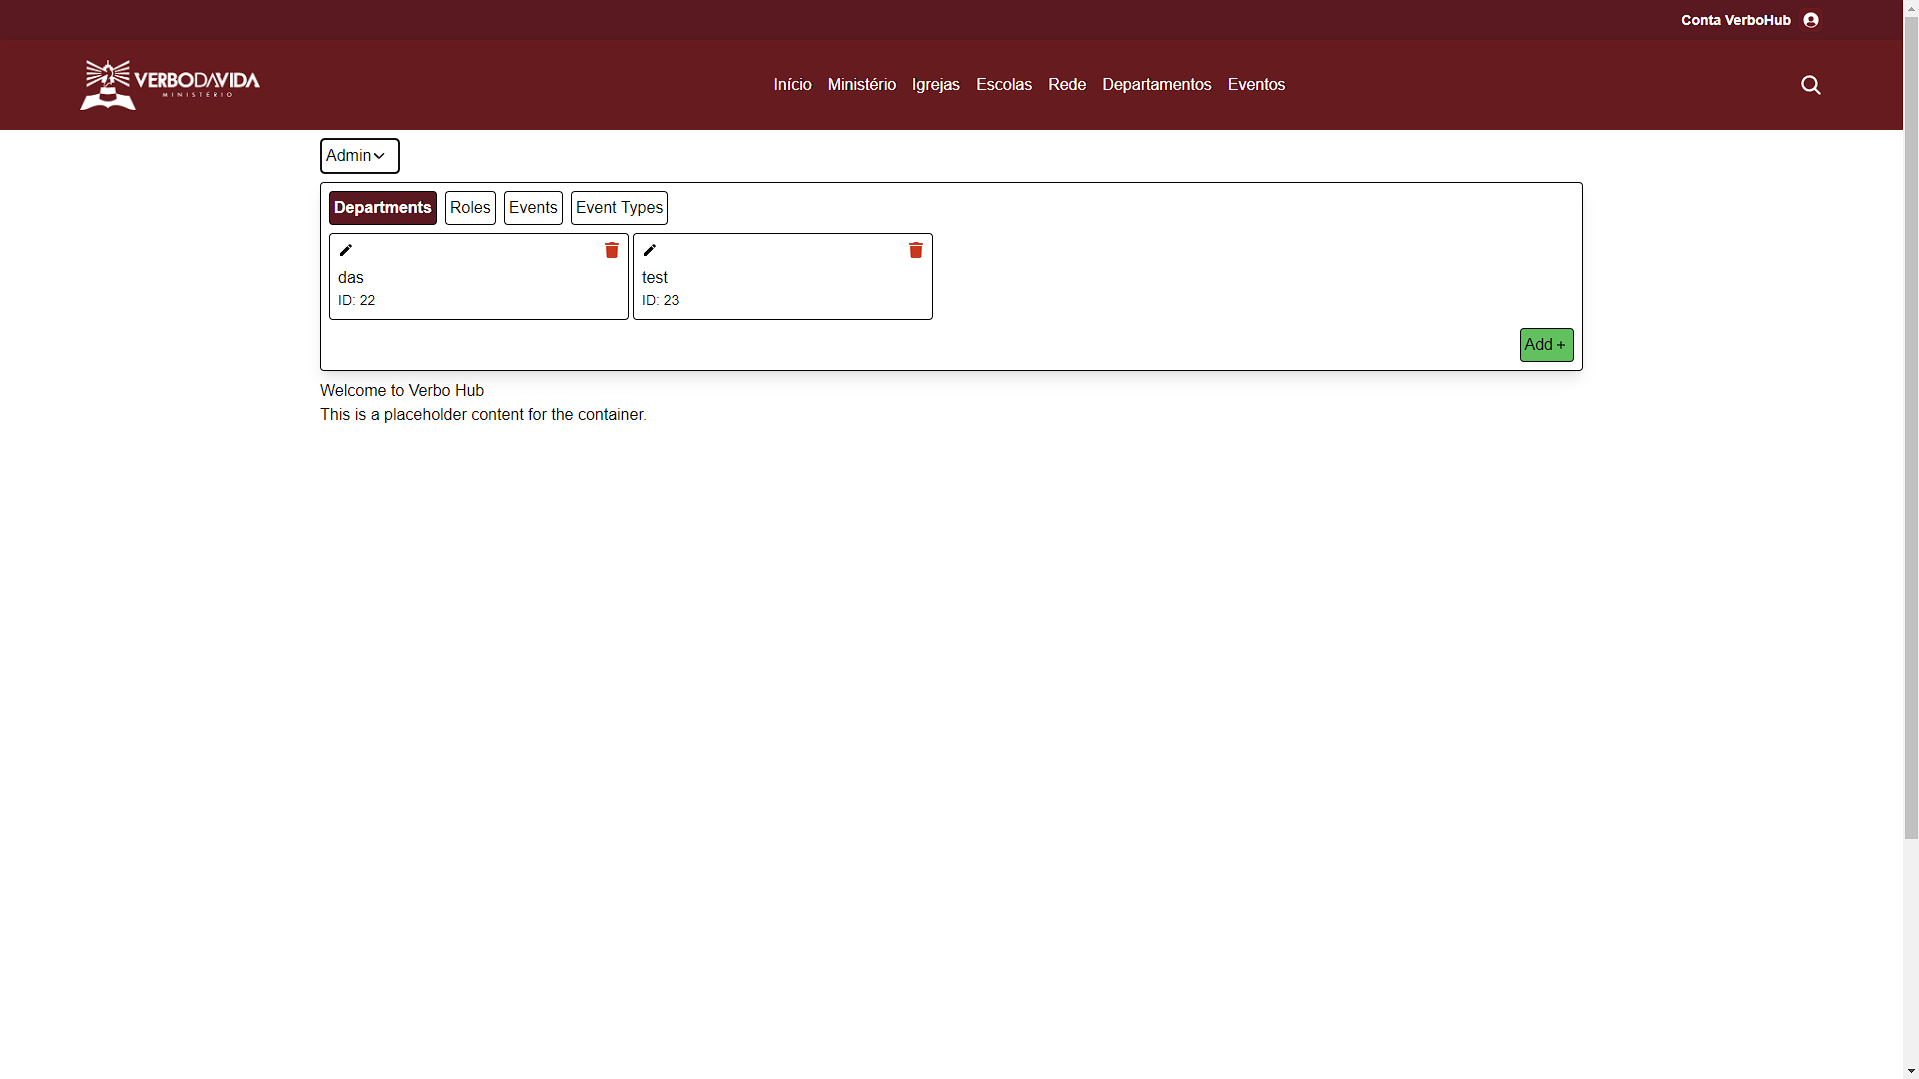 Conta VerboHub
VERBODAVIDA
MINISTÉRIO
Início Ministério Igrejas Escolas Rede Departamentos Eventos
Admin
Departments Roles Events Event Types
das
ID: 22
test
ID: 23
Add +
Welcome to Verbo Hub
This is a placeholder content for the container.